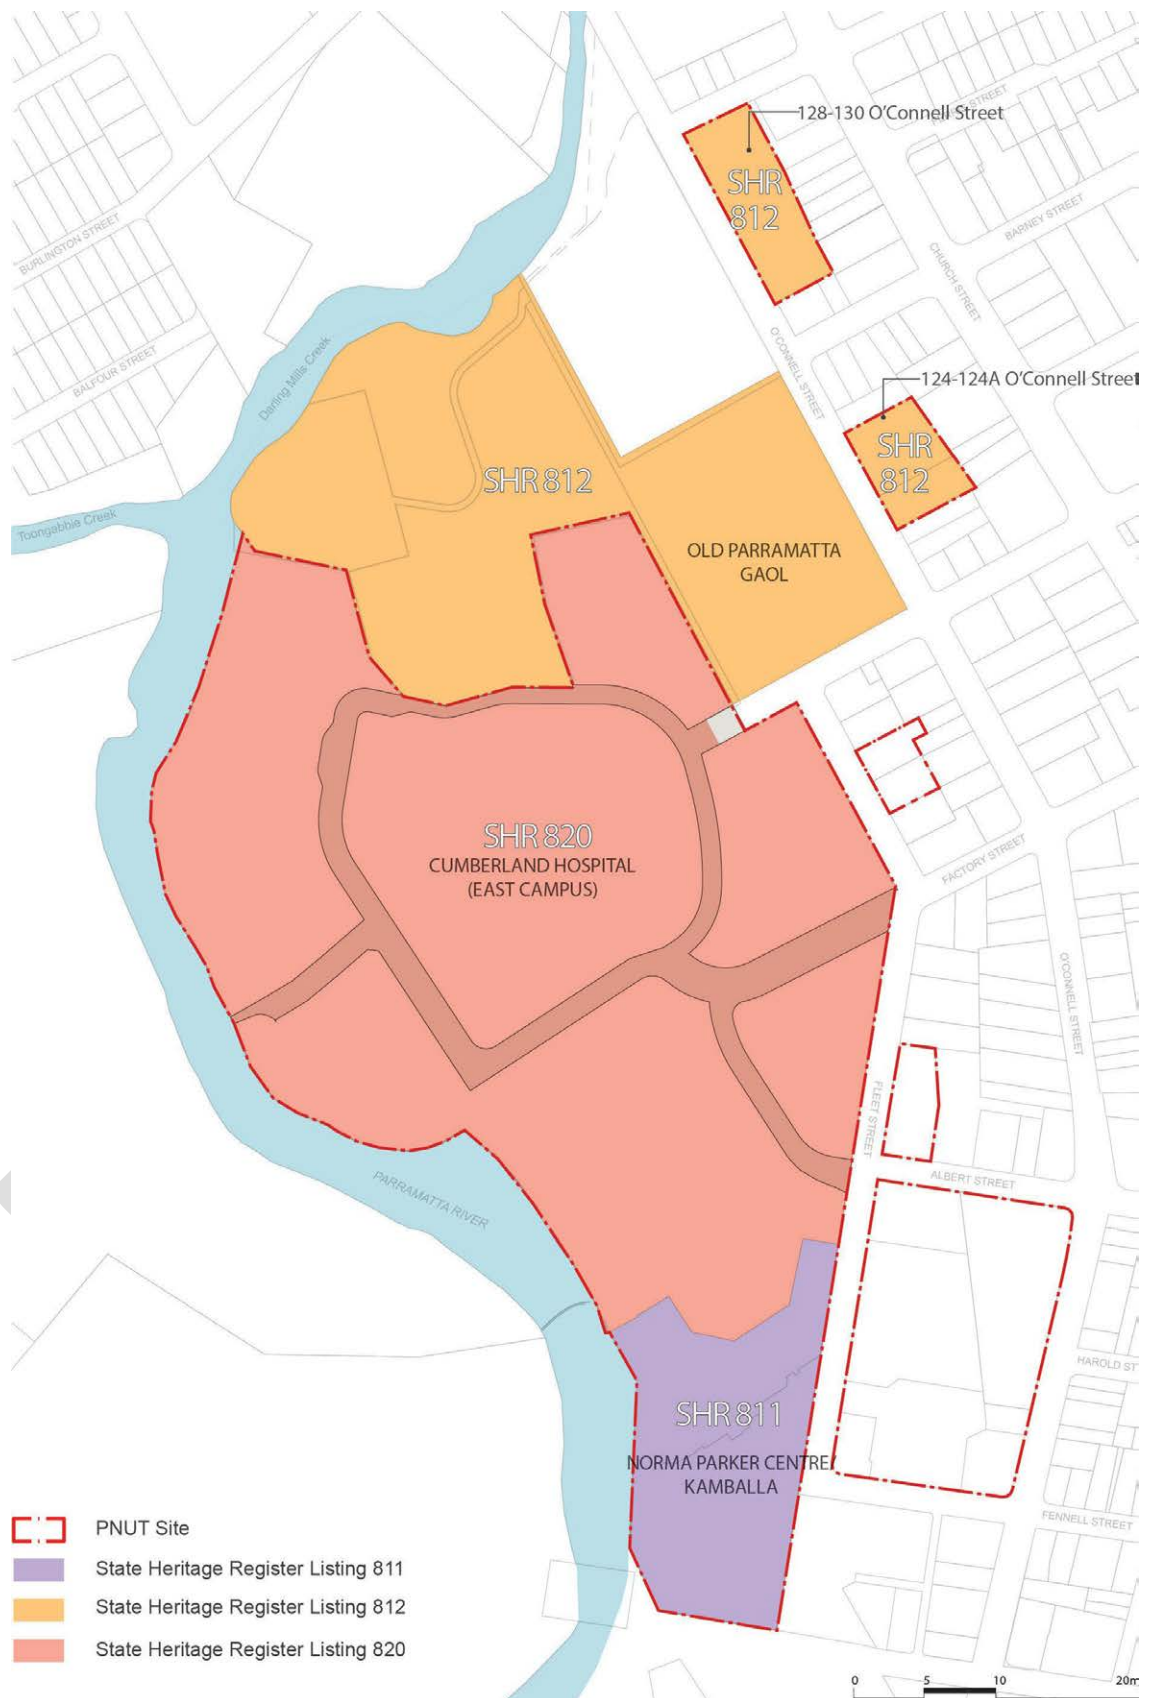 128-130 O'Connell Street
STREET
SHR
812
BARNEY STREET
BURLINGTON STREET
CHURCH STREET
O'CONNELL STREET
BALFOUR STREET
Darling Mills Creek
124-124A O'Connell Street
SHR
812
SHR 812
Toongabbie Creek
OLD PARRAMATTA
GAOL
SHR 820
CUMBERLAND HOSPITAL
(EAST CAMPUS)
FACTORY STREET
O'CONNELL STREET
FLEET STREET
ALBERT STREET
PARRAMATTA RIVER
HAROLD ST
SHR 811
NORMA PARKER CENTRE/
KAMBALLA
FENNELL STREET
PNUT Site
State Heritage Register Listing 811
State Heritage Register Listing 812
State Heritage Register Listing 820
0 5 10 20m